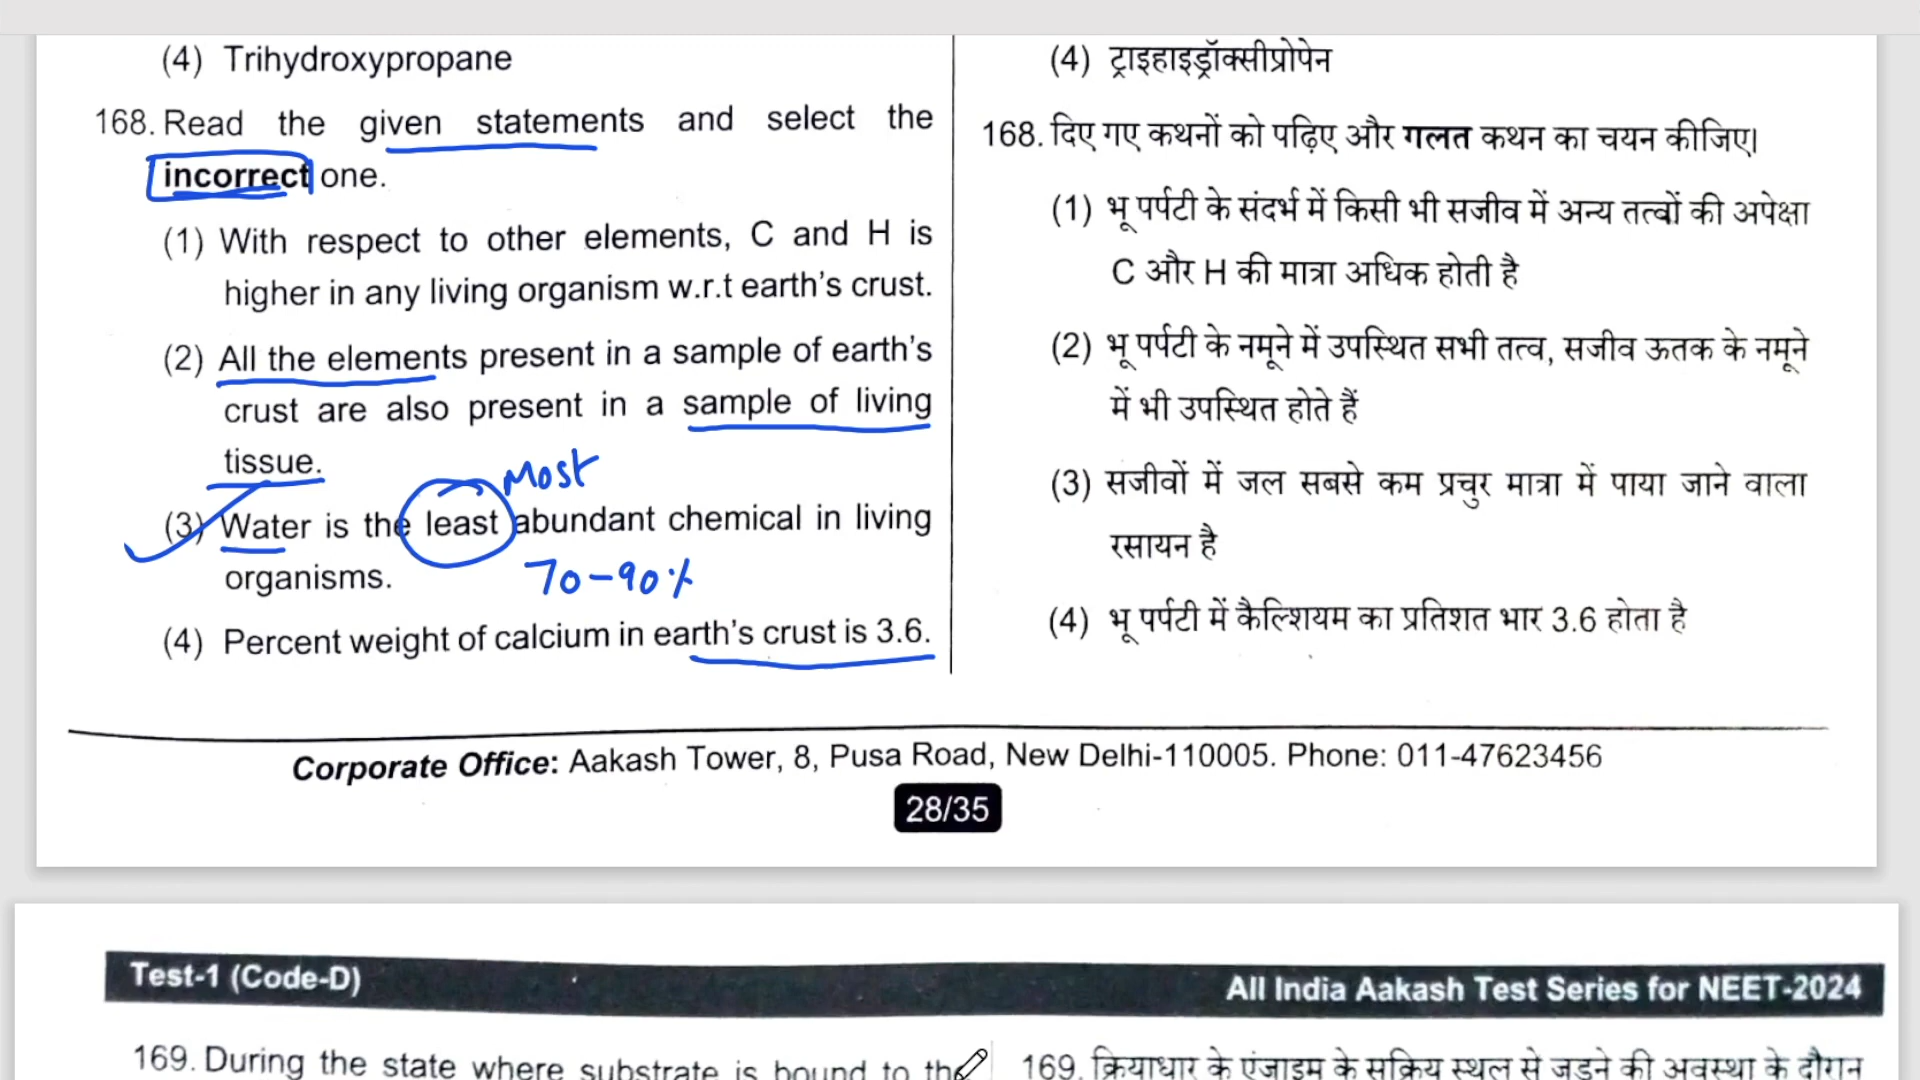 (4) Trihydroxypropane
168. Read the given statements and select the
incorrect one.
(1) With respect to other elements, C and H is
higher in any living organism w.r.t earth's crust.
(2) All the elements present in a sample of earth's
crust are also present in a sample of living
tissue.
Most
(3) Water is the least abundant chemical in living
organisms.
70-90%
(4) Percent weight of calcium in earth's crust is 3.6.
(4) ट्राइहाइड्रॉक्सीप्रोपेन
168. दिए गए कथनों को पढ़िए और गलत कथन का चयन कीजिए।
(1) भू पर्पटी के संदर्भ में किसी भी सजीव में अन्य तत्वों की अपेक्षा
C और H की मात्रा अधिक होती है
(2) भू पर्पटी के नमूने में उपस्थित सभी तत्व, सजीव ऊतक के नमूने
में भी उपस्थित होते हैं
(3) सजीवों में जल सबसे कम प्रचुर मात्रा में पाया जाने वाला
रसायन है
(4) भू पर्पटी में कैल्शियम का प्रतिशत भार 3.6 होता है
Corporate Office: Aakash Tower, 8, Pusa Road, New Delhi-110005. Phone: 011-47623456
28/35
Test-1 (Code-D)
All India Aakash Test Series for NEET-2024
169. During the state where substrate is bound to the
169. क्रियाधार के एंजाइम के सक्रिय स्थल से जुड़ने की अवस्था के दौरान